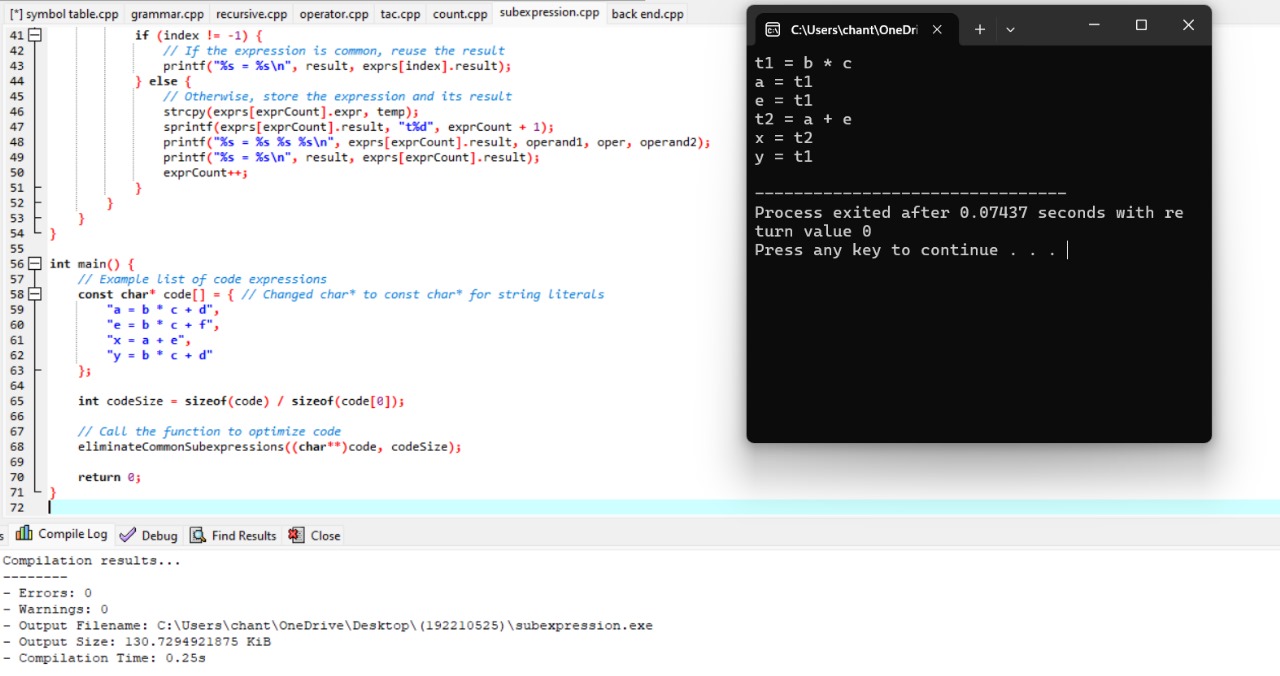 [*] symbol table.cpp grammar.cpp recursive.cpp operator.cpp tac.cpp count.cpp subexpression.cpp back end.cpp
41 if (index != -1) {
42 // If the expression is common, reuse the result
43 printf("%s = %s\n", result, exprs[index].result);
44 } else {
45 // Otherwise, store the expression and its result
46 strcpy(exprs[exprCount].expr, temp);
47 sprintf(exprs[exprCount].result, "t%d", exprCount + 1);
48 printf("%s = %s %s %s\n", exprs[exprCount].result, operand1, oper, operand2);
49 printf("%s = %s\n", result, exprs[exprCount].result);
50 exprCount++;
51 }
52 }
53 }
54 }
55
56 int main() {
57 // Example list of code expressions
58 const char* code[] = { // Changed char* to const char* for string literals
59 "a = b * c + d",
60 "e = b * c + f",
61 "x = a + e",
62 "y = b * c + d"
63 };
64
65 int codeSize = sizeof(code) / sizeof(code[0]);
66
67 // Call the function to optimize code
68 eliminateCommonSubexpressions((char**)code, codeSize);
69
70 return 0;
71 }
72
C:\Users\chant\OneDri
t1 = b * c
a = t1
e = t1
t2 = a + e
x = t2
y = t1
--------------------------------
Process exited after 0.07437 seconds with re
turn value 0
Press any key to continue . . .
s Compile Log Debug Find Results Close
Compilation results...
--------
- Errors: 0
- Warnings: 0
- Output Filename: C:\Users\chant\OneDrive\Desktop\(192210525)\subexpression.exe
- Output Size: 130.7294921875 KiB
- Compilation Time: 0.25s